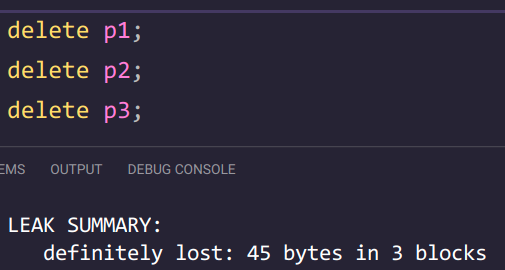 delete p1;
delete p2;
delete p3;
EMS OUTPUT DEBUG CONSOLE
LEAK SUMMARY:
definitely lost: 45 bytes in 3 blocks